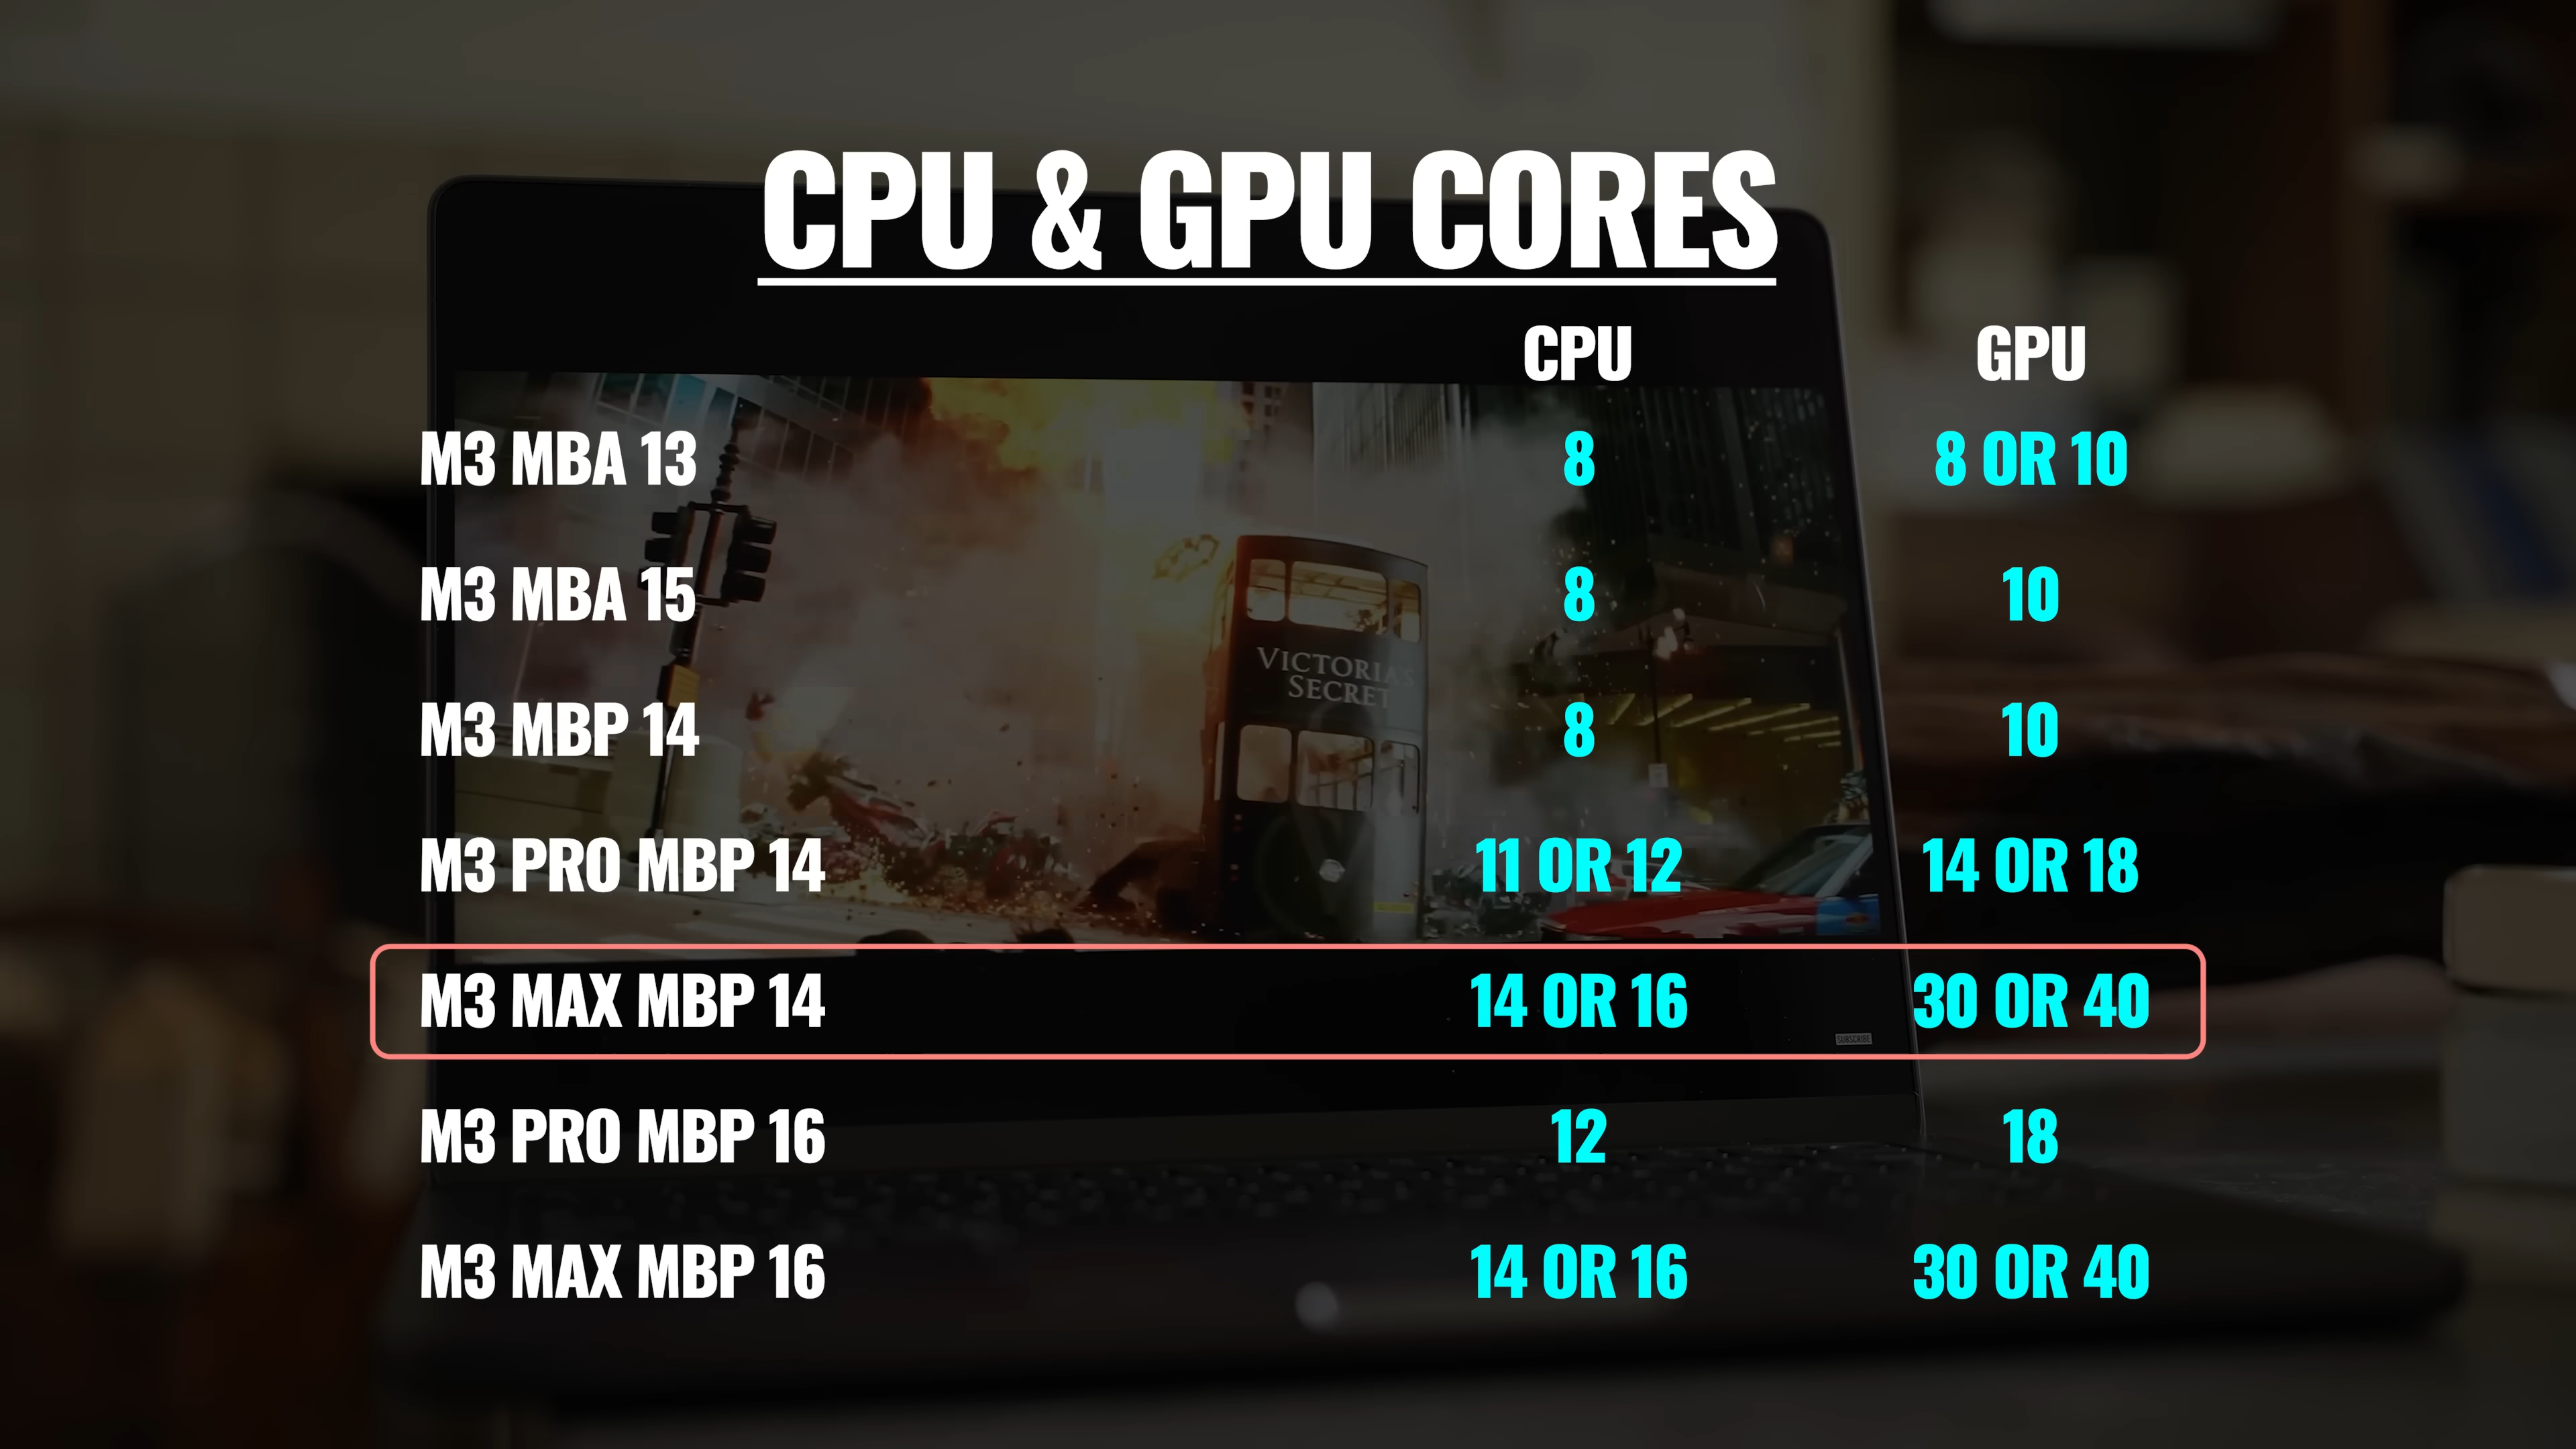 CPU & GPU CORES
CPU GPU
M3 MBA 13 8 8 OR 10
M3 MBA 15 8 10
M3 MBP 14 8 10
M3 PRO MBP 14 11 OR 12 14 OR 18
M3 MAX MBP 14 14 OR 16 30 OR 40
M3 PRO MBP 16 12 18
M3 MAX MBP 16 14 OR 16 30 OR 40
VICTORIA'S
SECRET
SUBSCRIBE